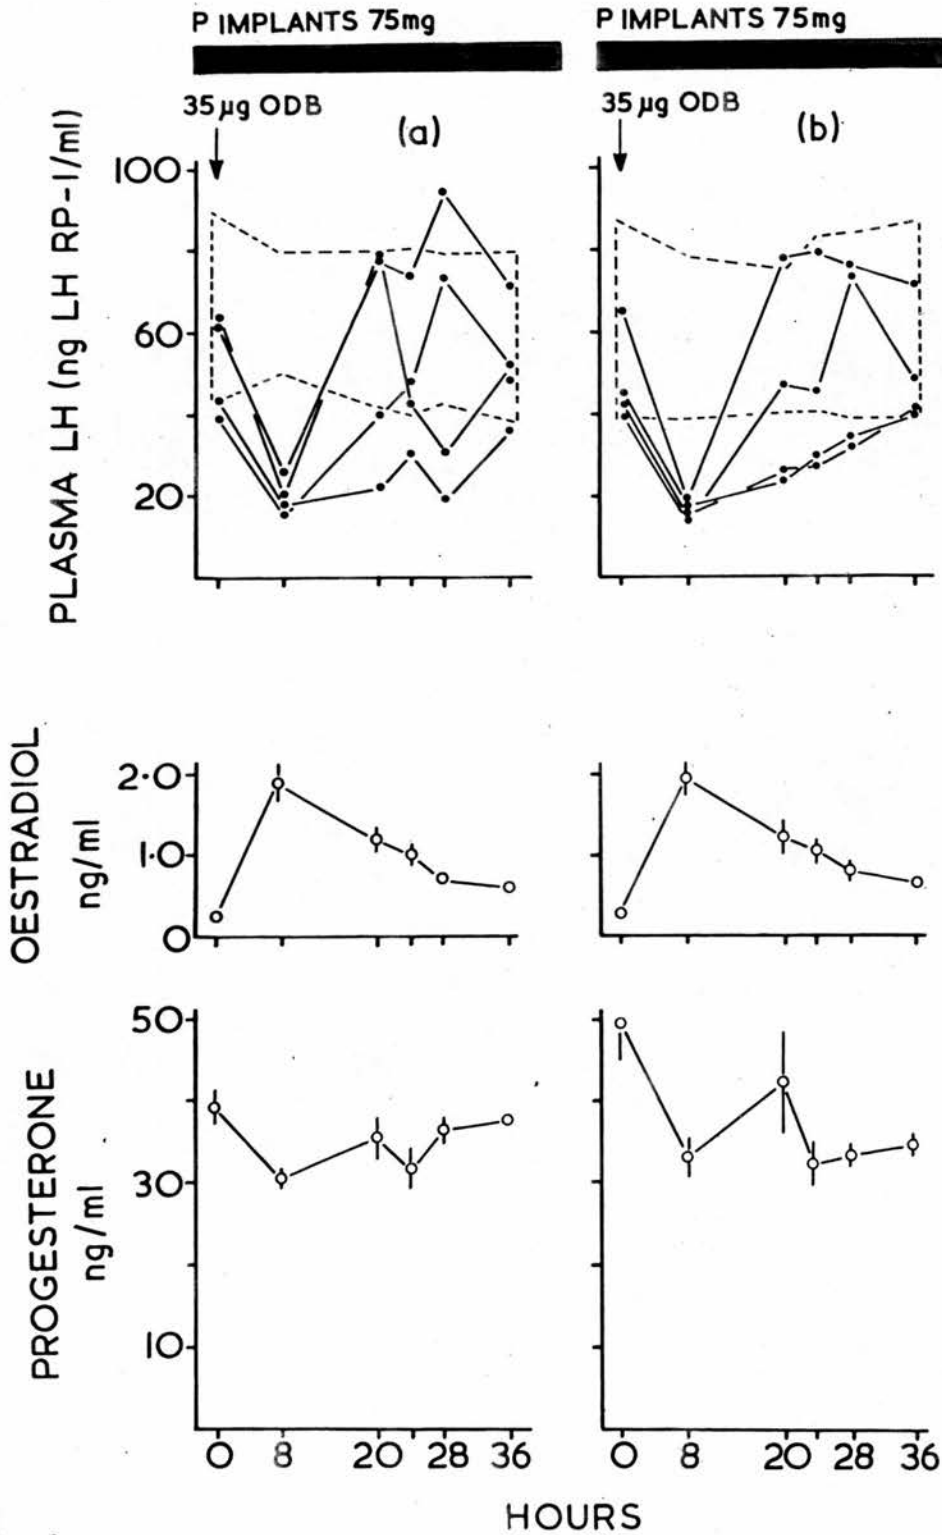 P IMPLANTS 75mg
P IMPLANTS 75mg
35 µg ODB
35 µg ODB
(a)
(b)
PLASMA LH (ng LH RP-1/ml)
100
60
20
OESTRADIOL
ng/ml
2·0
1·0
0
PROGESTERONE
ng/ml
50
30
10
0 8 20 28 36
0 8 20 28 36
HOURS